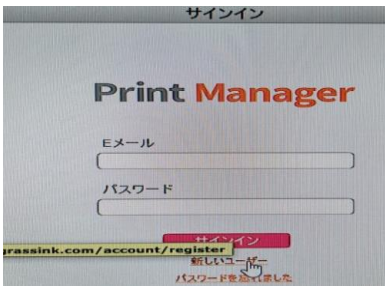 サインイン
Print Manager
Eメール
パスワード
サインイン
grassink.com/account/register
新しいユーザー
パスワードを忘れました